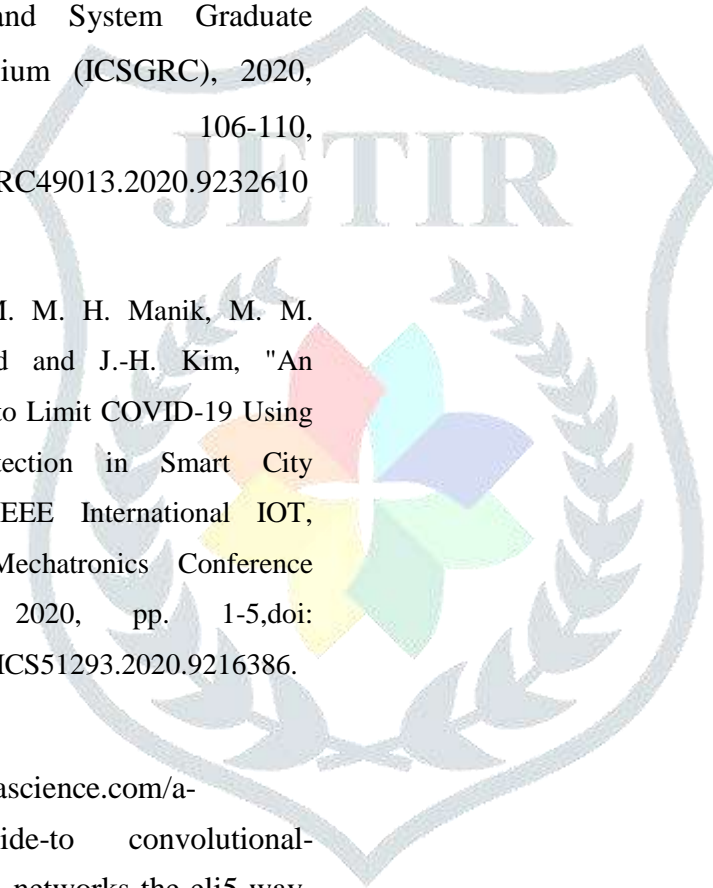 and System Graduate
ium (ICSGRC), 2020,
106-110,
RC49013.2020.9232610
JETIR
M. M. H. Manik, M. M.
d and J.-H. Kim, "An
to Limit COVID-19 Using
tection in Smart City
EEE International IOT,
Mechatronics Conference
2020, pp. 1-5,doi:
ICS51293.2020.9216386.
ascience.com/a-
ide-to convolutional-
networks-the-eli5-way-